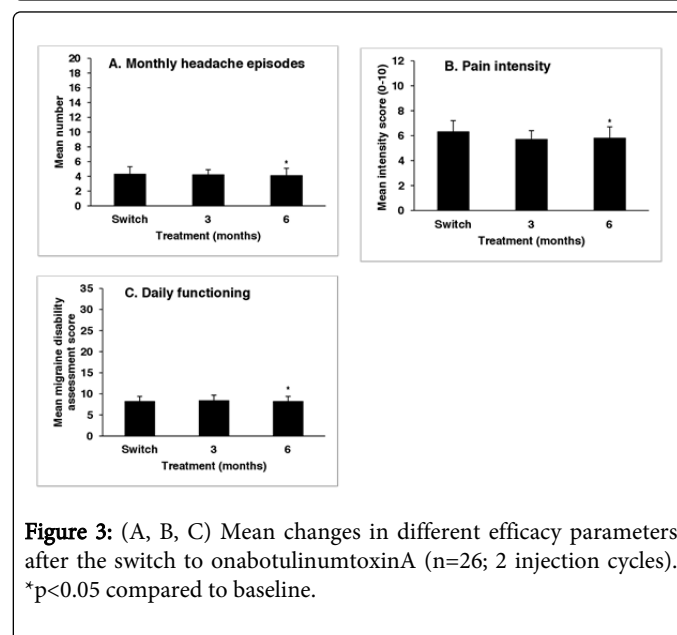 A. Monthly headache episodes
Mean number
20
18
16
14
12
10
8
6
4
2
0
*
Switch 3 6
Treatment (months)
B. Pain intensity
Mean intensity score (0-10)
12
10
8
6
4
2
0
*
Switch 3 6
Treatment (months)
C. Daily functioning
Mean migraine disability
assessment score
35
30
25
20
15
10
5
0
*
Switch 3 6
Treatment (months)
Figure 3: (A, B, C) Mean changes in different efficacy parameters
after the switch to onabotulinumtoxinA (n=26; 2 injection cycles).
*p<0.05 compared to baseline.